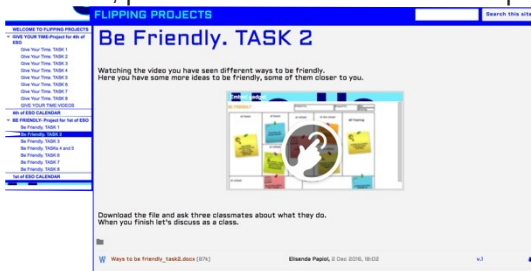 FLIPPING PROJECTS
Search this site
WELCOME TO FLIPPING PROJECTS
GIVE YOUR TIME-Project for 4th of ESO
Give Your Time. TASK 1
Give Your Time. TASK 2
Give Your Time. TASK 3
Give Your Time. TASK 4
Give Your Time. TASK 5
Give Your Time. TASK 6
Give Your Time. TASK 7
Give Your Time. TASK 8
GIVE YOUR TIME VIDEOS
4th of ESO CALENDAR
BE FRIENDLY- Project for 1st of ESO
Be Friendly. TASK 1
Be Friendly. TASK 2
Be Friendly. TASK 3
Be Friendly. TASKs 4 and 5
Be Friendly. TASK 6
Be Friendly. TASK 7
Be Friendly. TASK 8
1st of ESO CALENDAR
Be Friendly. TASK 2
Watching the video you have seen different ways to be friendly.
Here you have some more ideas to be friendly, some of them closer to you.
Embed gadget
BE FRIENDLY
Download the file and ask three classmates about what they do.
When you finish let's discuss as a class.
Ways to be friendly_task2.docx (87k)
Elisenda Papiol, 2 Dec 2016, 16:02
v.1